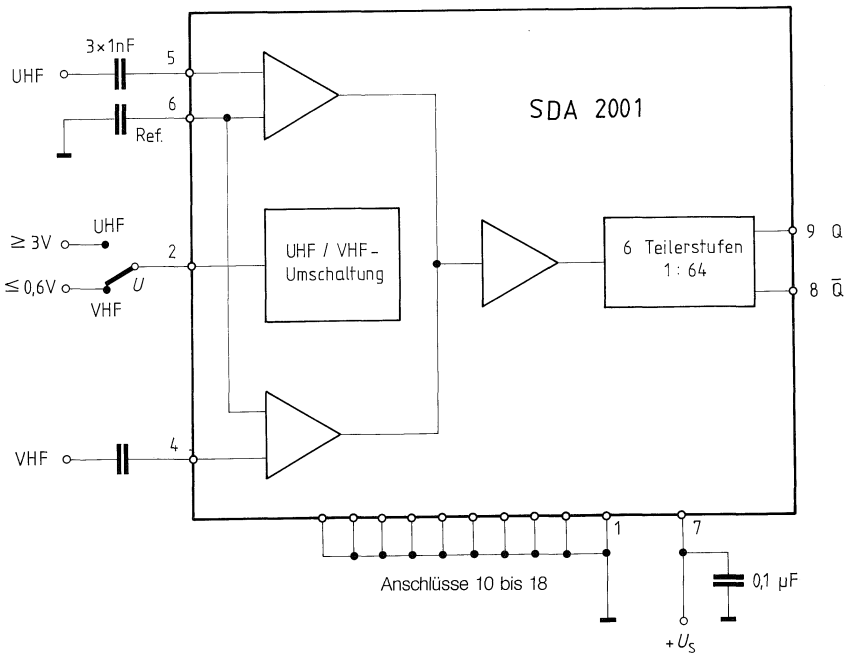 3×1nF
5
UHF
6
Ref.
SDA 2001
UHF
≥ 3V
2
UHF / VHF-
Umschaltung
≤ 0,6V
U
VHF
6 Teilerstufen
1 : 64
9 Q
8 Q̅
4
VHF
1
7
Anschlüsse 10 bis 18
0,1 µF
+U_S